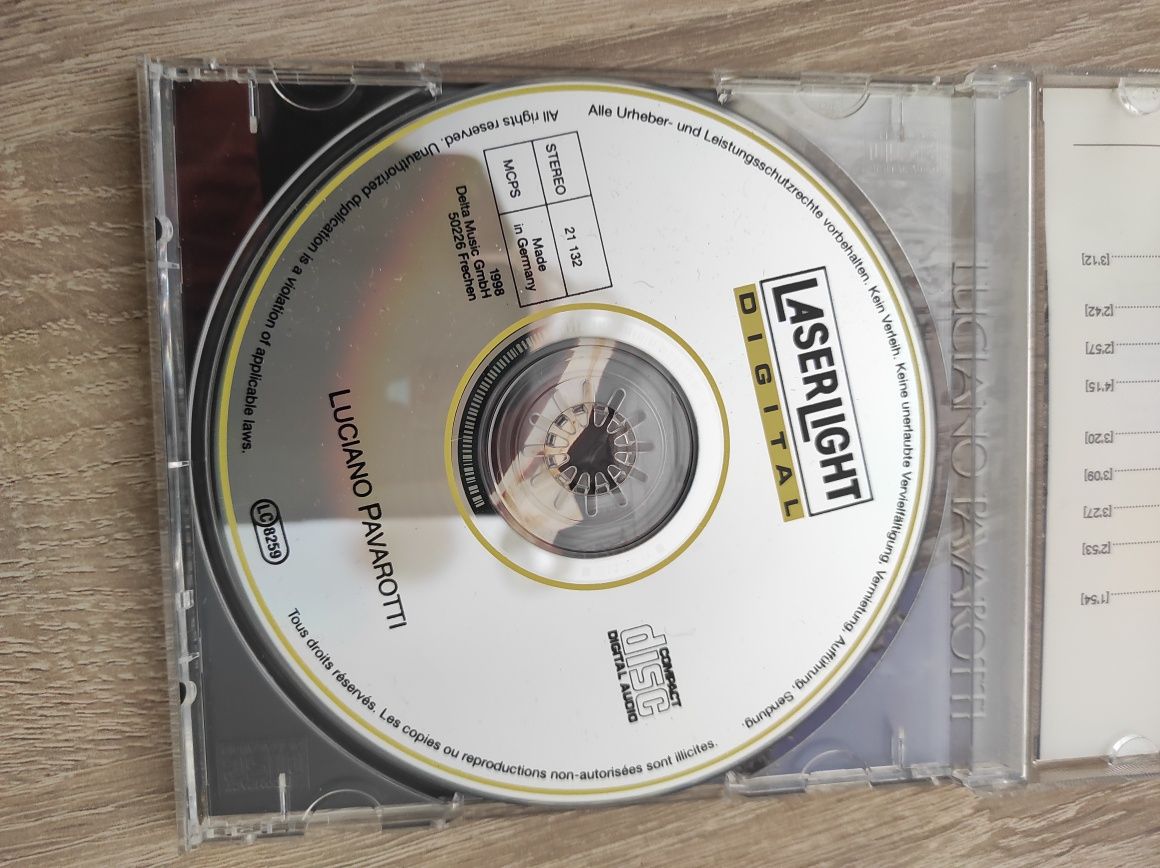 LASERLIGHT
DIGITAL
STEREO
21 132
MCPS
Made
in Germany
1998
Delta Music GmbH
50226 Frechen
COMPACT
disc
DIGITAL AUDIO
LUCIANO PAVAROTTI
LC 8259
Alle Urheber- und Leistungsschutzrechte vorbehalten. Kein Verleih. Keine unerlaubte Vervielfältigung, Vermietung, Aufführung, Sendung.
All rights reserved. Unauthorized duplication is a violation of applicable laws.
Tous droits réservés. Les copies ou reproductions non-autorisées sont illicites.
LUCIANO PAVAROTTI
[3'12]
[2'42]
[2'57]
[4'15]
[3'20]
[3'09]
[3'27]
[2'53]
[1'54]